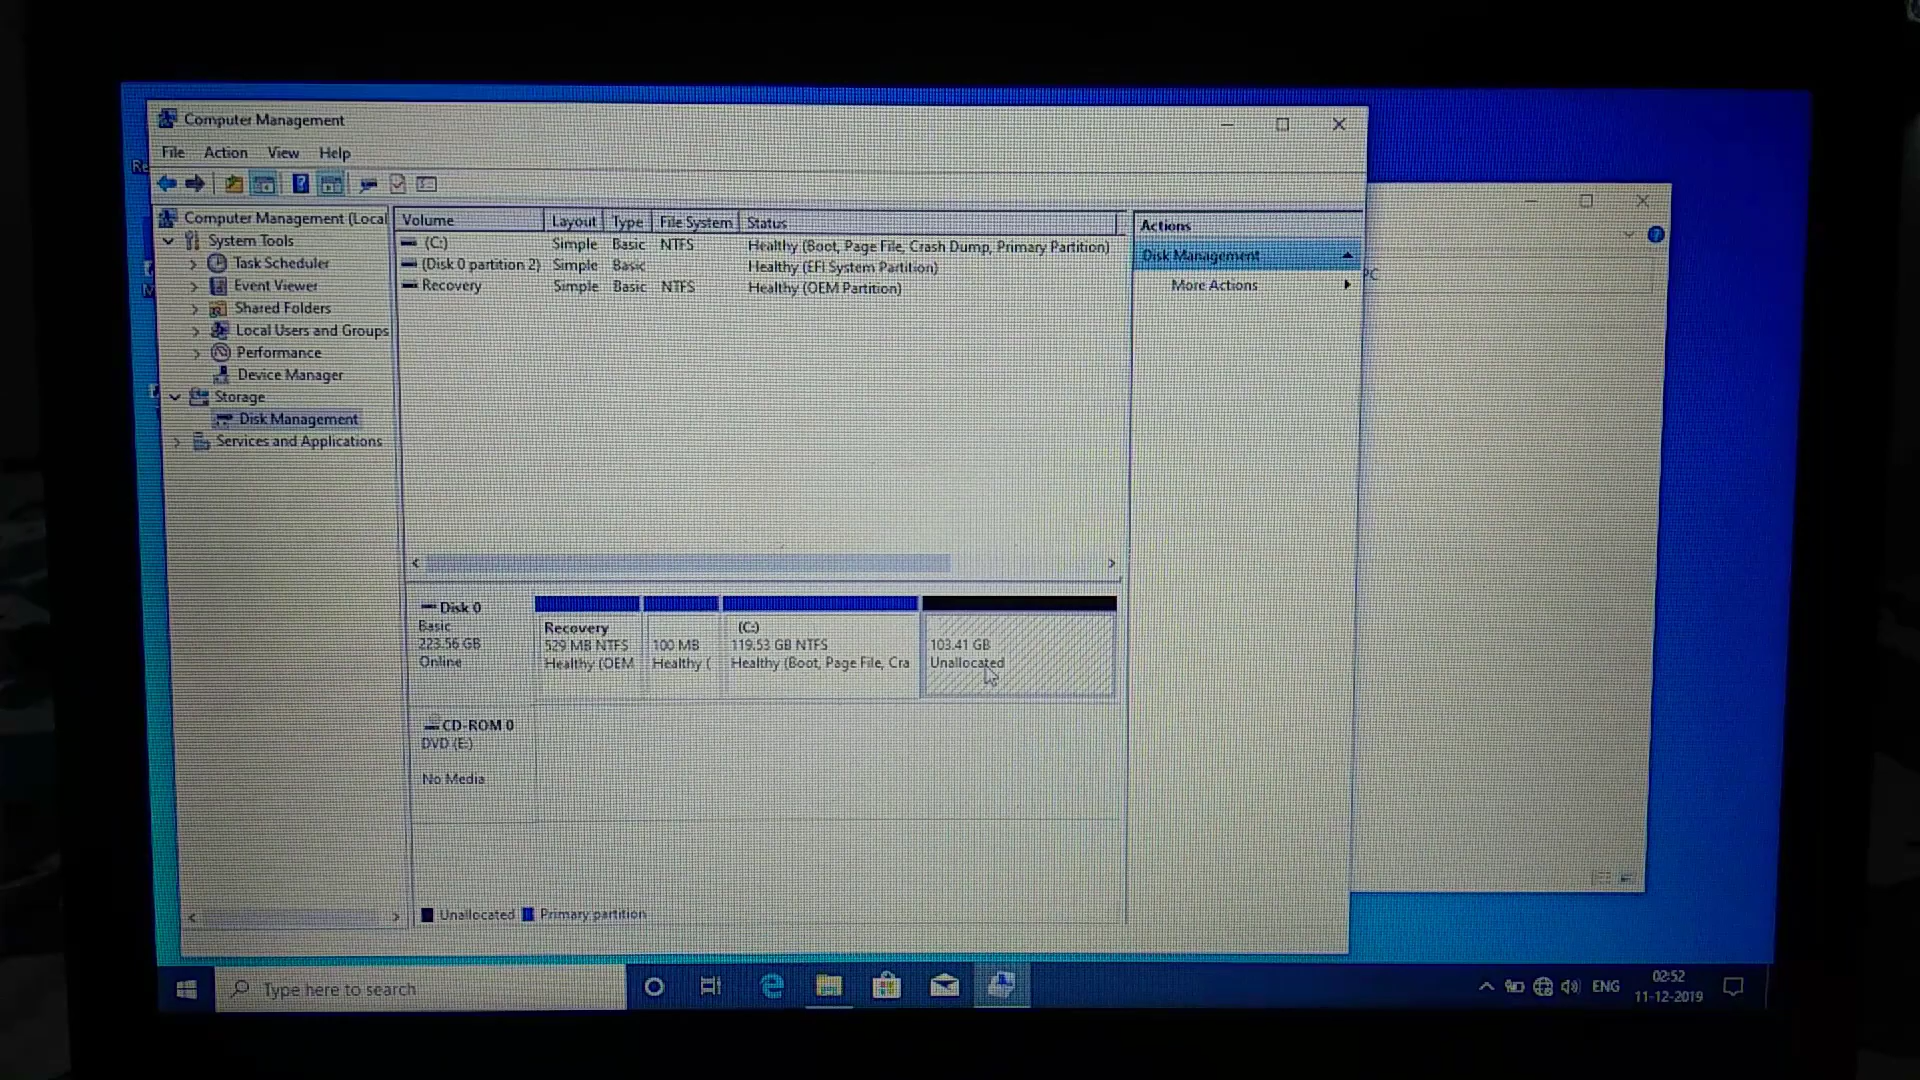 Computer Management
File Action View Help
Computer Management (Local
System Tools
Task Scheduler
Event Viewer
Shared Folders
Local Users and Groups
Performance
Device Manager
Storage
Disk Management
Services and Applications
Volume Layout Type File System Status
(C:) Simple Basic NTFS Healthy (Boot, Page File, Crash Dump, Primary Partition)
(Disk 0 partition 2) Simple Basic Healthy (EFI System Partition)
Recovery Simple Basic NTFS Healthy (OEM Partition)
Actions
Disk Management
More Actions
PC
Disk 0
Basic
223.56 GB
Online
Recovery
529 MB NTFS
Healthy (OEM
100 MB
Healthy (
(C:)
119.53 GB NTFS
Healthy (Boot, Page File, Cra
103.41 GB
Unallocated
CD-ROM 0
DVD (E:)
No Media
Unallocated Primary partition
Re
Type here to search
ENG
02:52
11-12-2019